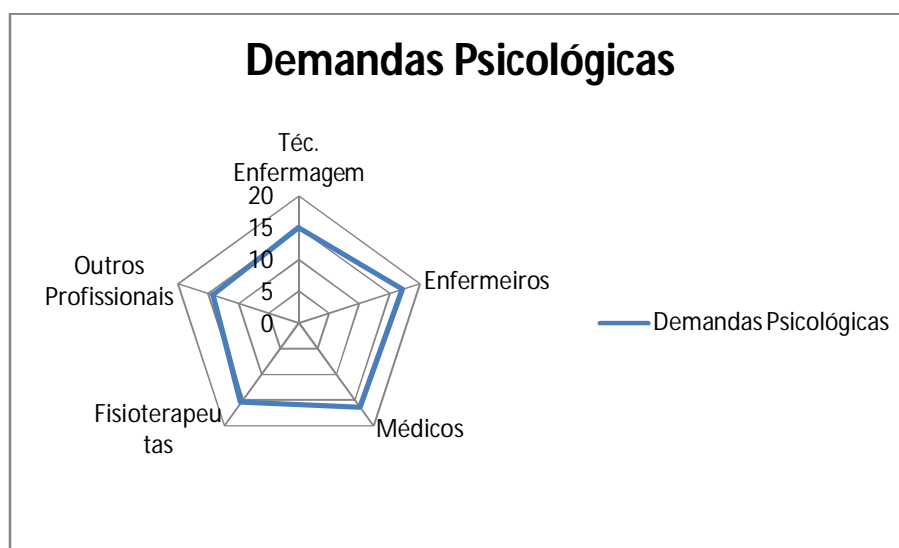 Demandas Psicológicas
Téc.
Enfermagem
20
15
10
5
0
Enfermeiros
Médicos
Fisioterapeu
tas
Outros
Profissionais
Demandas Psicológicas